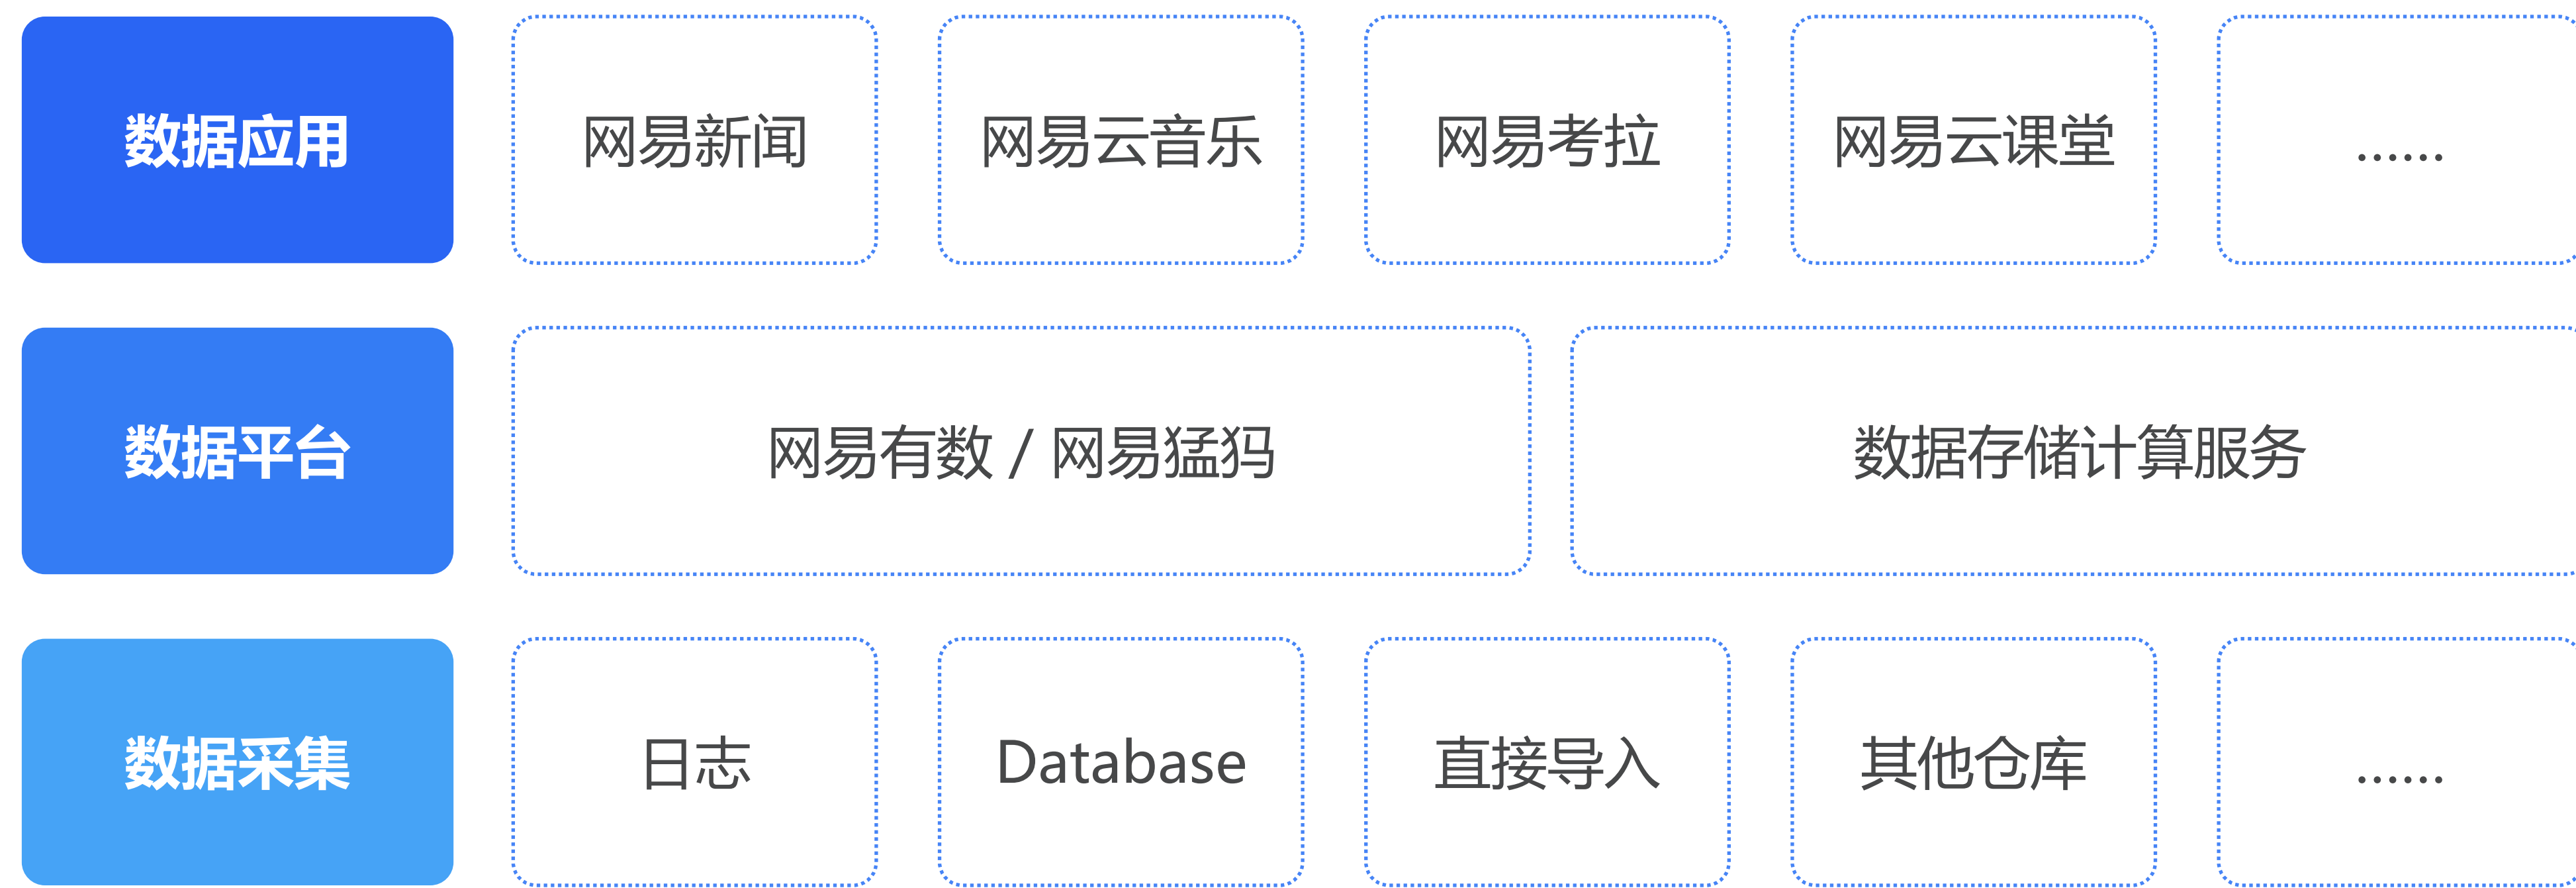 数据应用
网易新闻
网易云音乐
网易考拉
网易云课堂
......
数据平台
网易有数 / 网易猛犸
数据存储计算服务
数据采集
日志
Database
直接导入
其他仓库
......